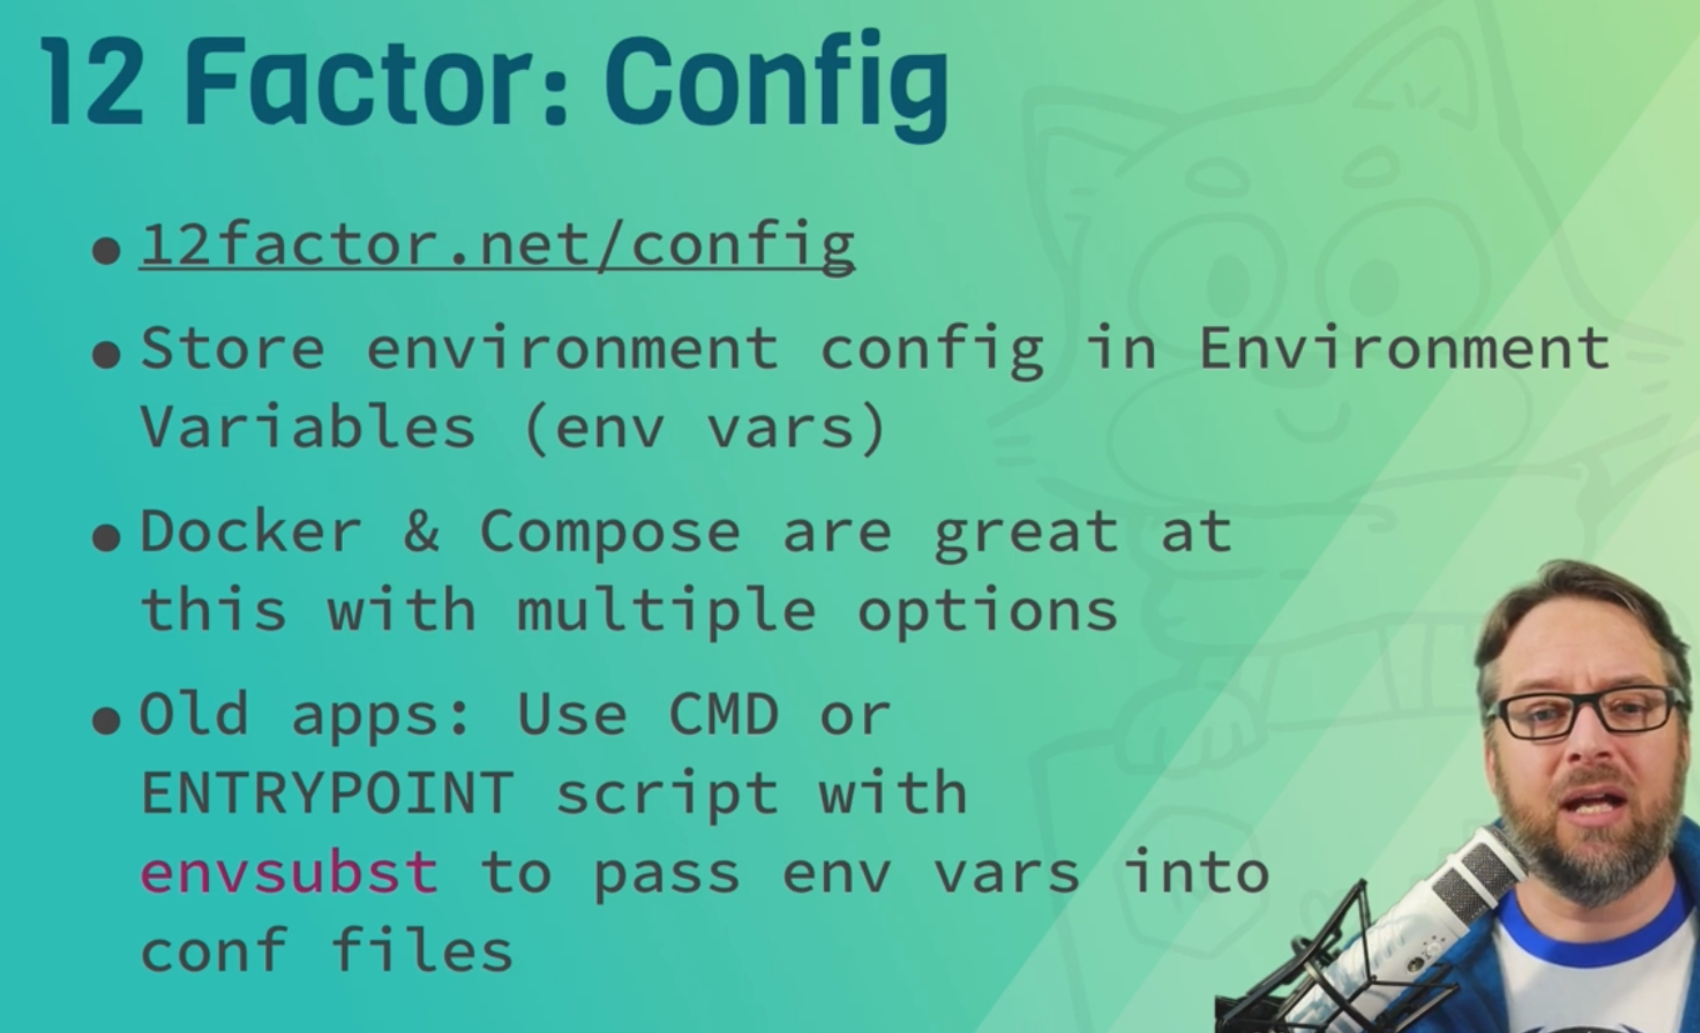 12 Factor: Config
• 12factor.net/config
• Store environment config in Environment
Variables (env vars)
• Docker & Compose are great at
this with multiple options
• Old apps: Use CMD or
ENTRYPOINT script with
envsubst to pass env vars into
conf files